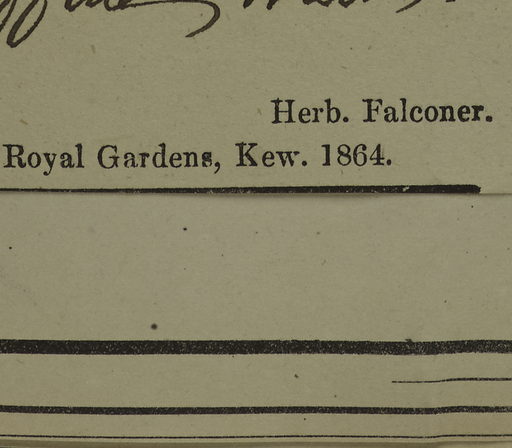 Herb. Falconer.
Royal Gardens, Kew. 1864.